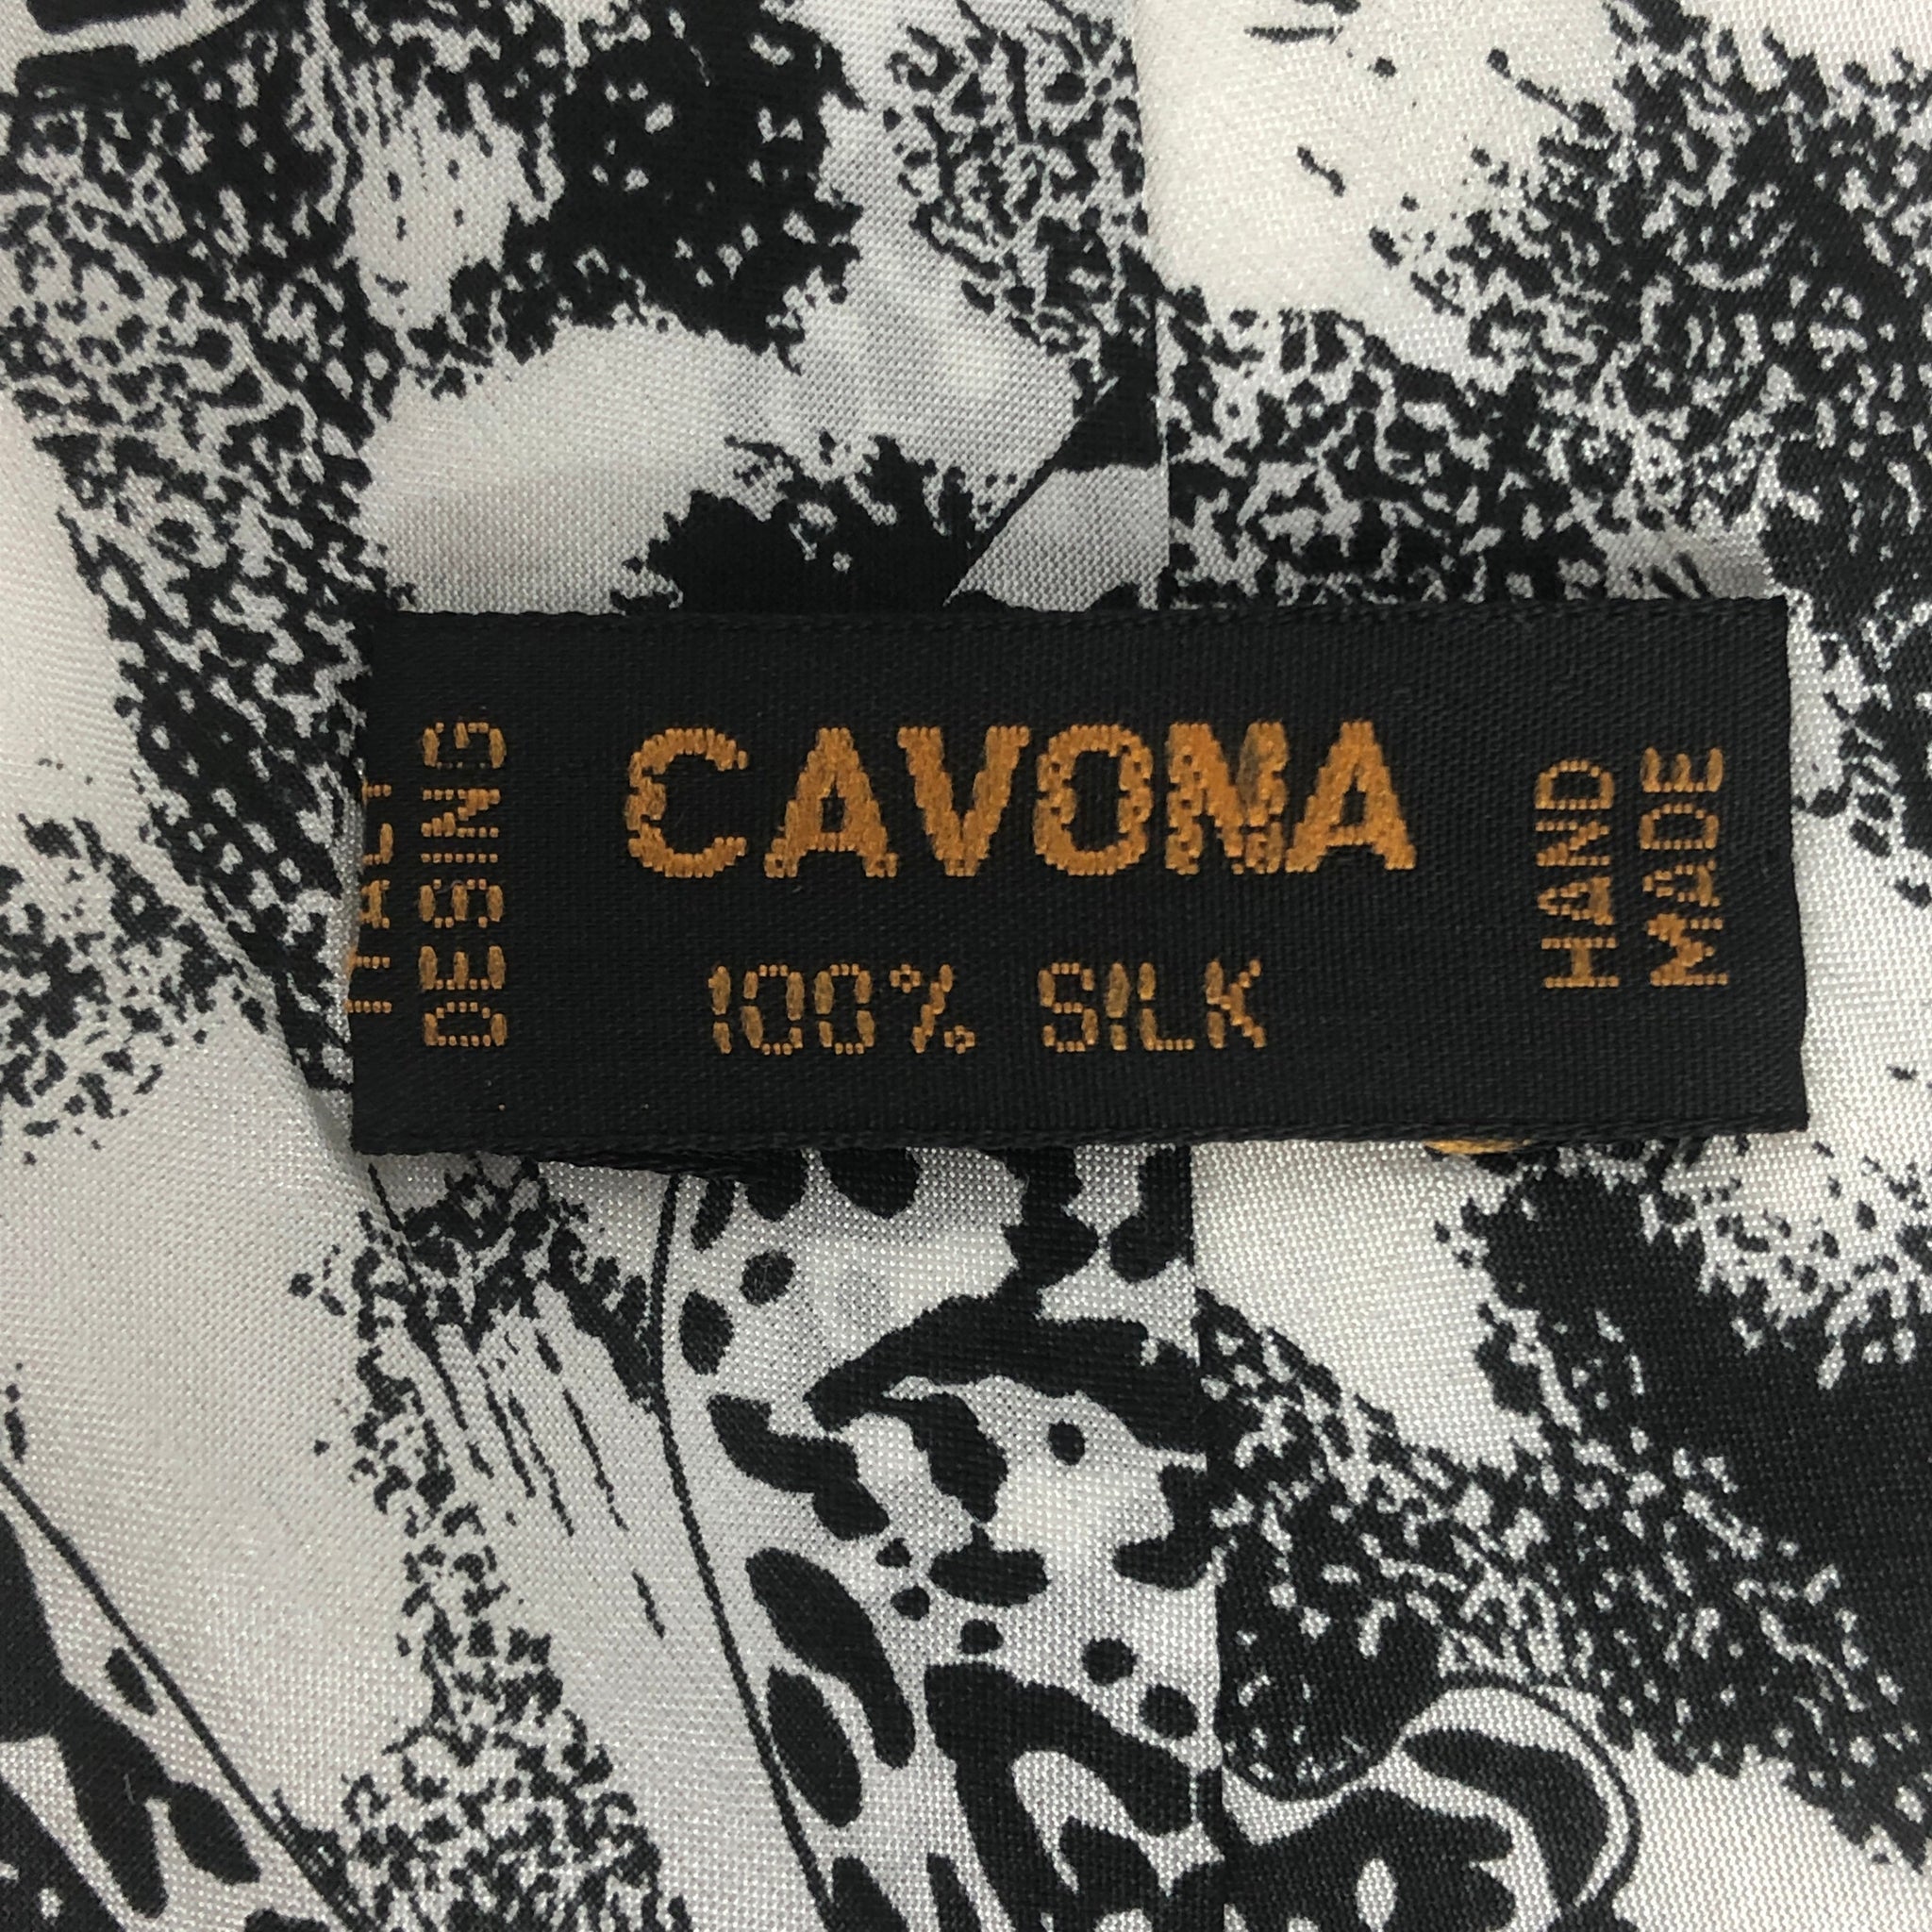 ITALY
DESING
CAVONA
100% SILK
HAND
MADE